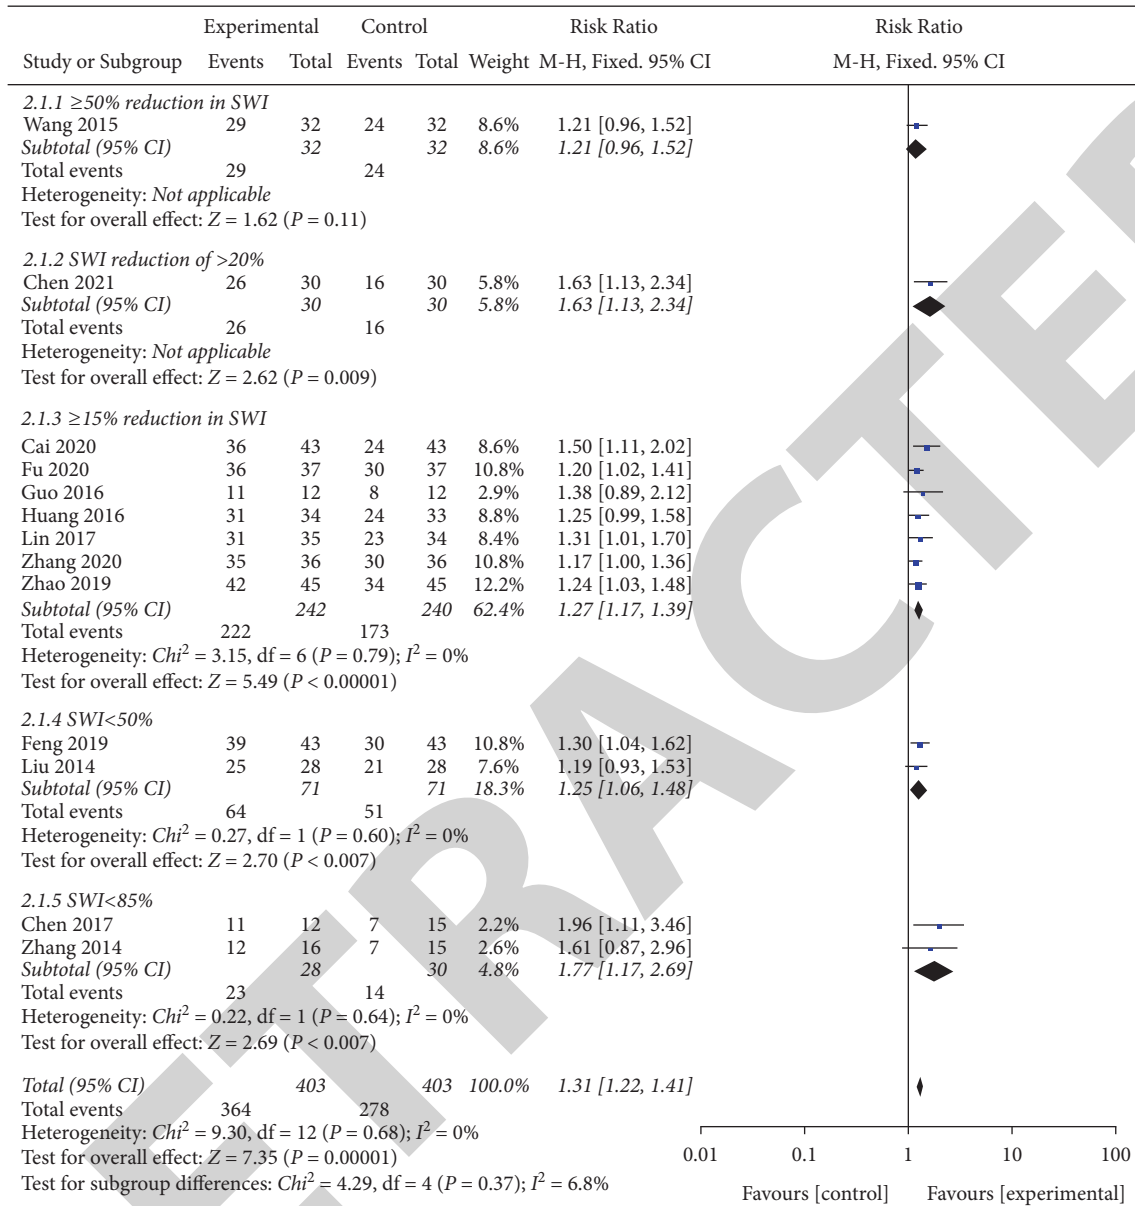 Experimental Control Risk Ratio Risk Ratio
Study or Subgroup Events Total Events Total Weight M-H, Fixed. 95% CI M-H, Fixed. 95% CI
2.1.1 ≥50% reduction in SWI
Wang 2015 29 32 24 32 8.6% 1.21 [0.96, 1.52]
Subtotal (95% CI) 32 32 8.6% 1.21 [0.96, 1.52]
Total events 29 24
Heterogeneity: Not applicable
Test for overall effect: Z = 1.62 (P = 0.11)
2.1.2 SWI reduction of >20%
Chen 2021 26 30 16 30 5.8% 1.63 [1.13, 2.34]
Subtotal (95% CI) 30 30 5.8% 1.63 [1.13, 2.34]
Total events 26 16
Heterogeneity: Not applicable
Test for overall effect: Z = 2.62 (P = 0.009)
2.1.3 ≥15% reduction in SWI
Cai 2020 36 43 24 43 8.6% 1.50 [1.11, 2.02]
Fu 2020 36 37 30 37 10.8% 1.20 [1.02, 1.41]
Guo 2016 11 12 8 12 2.9% 1.38 [0.89, 2.12]
Huang 2016 31 34 24 33 8.8% 1.25 [0.99, 1.58]
Lin 2017 31 35 23 34 8.4% 1.31 [1.01, 1.70]
Zhang 2020 35 36 30 36 10.8% 1.17 [1.00, 1.36]
Zhao 2019 42 45 34 45 12.2% 1.24 [1.03, 1.48]
Subtotal (95% CI) 242 240 62.4% 1.27 [1.17, 1.39]
Total events 222 173
Heterogeneity: Chi² = 3.15, df = 6 (P = 0.79); I² = 0%
Test for overall effect: Z = 5.49 (P < 0.00001)
2.1.4 SWI<50%
Feng 2019 39 43 30 43 10.8% 1.30 [1.04, 1.62]
Liu 2014 25 28 21 28 7.6% 1.19 [0.93, 1.53]
Subtotal (95% CI) 71 71 18.3% 1.25 [1.06, 1.48]
Total events 64 51
Heterogeneity: Chi² = 0.27, df = 1 (P = 0.60); I² = 0%
Test for overall effect: Z = 2.70 (P < 0.007)
2.1.5 SWI<85%
Chen 2017 11 12 7 15 2.2% 1.96 [1.11, 3.46]
Zhang 2014 12 16 7 15 2.6% 1.61 [0.87, 2.96]
Subtotal (95% CI) 28 30 4.8% 1.77 [1.17, 2.69]
Total events 23 14
Heterogeneity: Chi² = 0.22, df = 1 (P = 0.64); I² = 0%
Test for overall effect: Z = 2.69 (P < 0.007)
Total (95% CI) 403 403 100.0% 1.31 [1.22, 1.41]
Total events 364 278
Heterogeneity: Chi² = 9.30, df = 12 (P = 0.68); I² = 0%
Test for overall effect: Z = 7.35 (P = 0.00001)
Test for subgroup differences: Chi² = 4.29, df = 4 (P = 0.37); I² = 6.8%
0.01 0.1 1 10 100
Favours [control] Favours [experimental]
ETRACTE